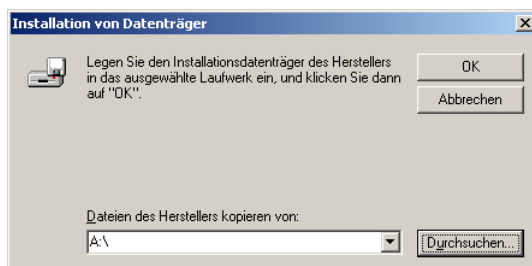 Installation von Datenträger
Legen Sie den Installationsdatenträger des Herstellers
in das ausgewählte Laufwerk ein, und klicken Sie dann
auf "OK".
OK
Abbrechen
Dateien des Herstellers kopieren von:
A:\
Durchsuchen...